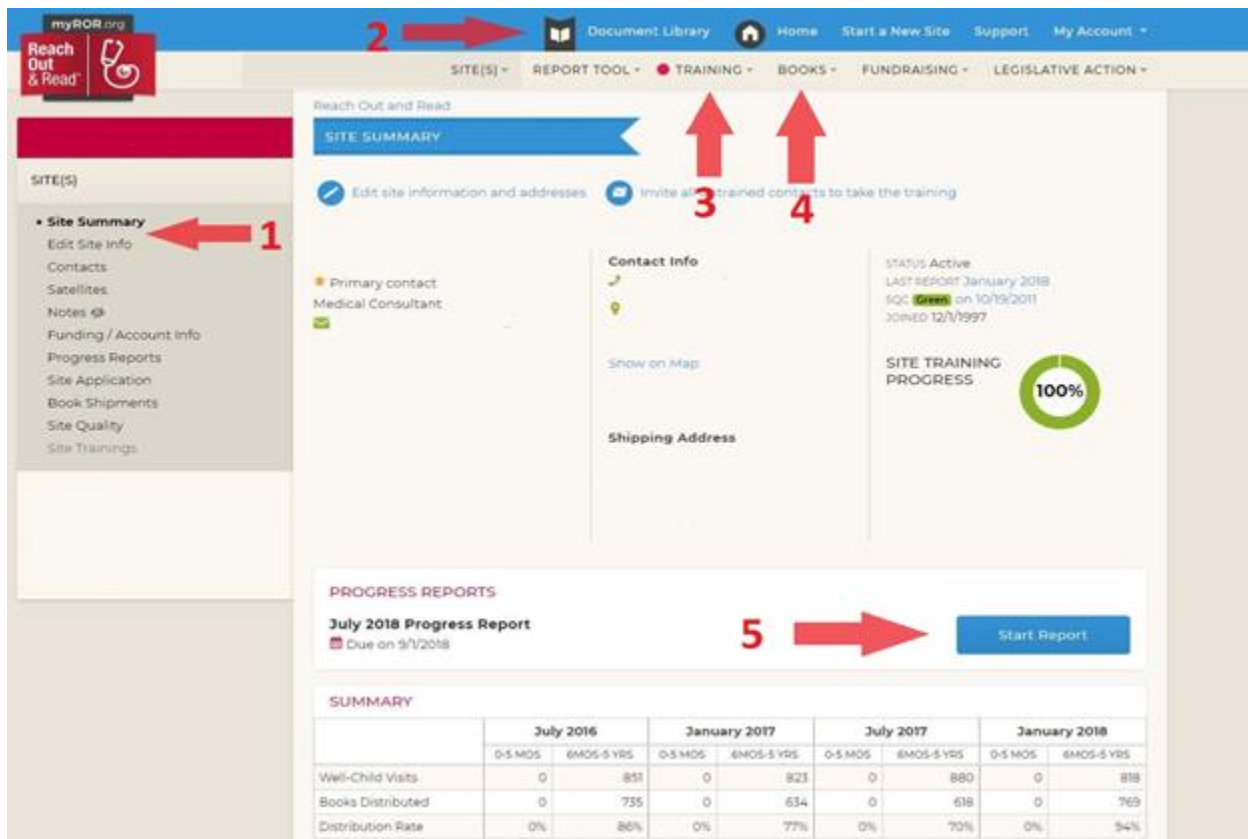 myROR.org
Reach
Out
& Read
2
Document Library
Home
Start a New Site
Support
My Account
SITE(S)
REPORT TOOL
TRAINING
BOOKS
FUNDRAISING
LEGISLATIVE ACTION
Reach Out and Read
SITE SUMMARY
SITE(S)
Edit site information and addresses
Invite all trained contacts to take the training
3
4
• Site Summary
1
Edit Site Info
Contacts
Satellites
Notes
Funding / Account Info
Progress Reports
Site Application
Book Shipments
Site Quality
Site Trainings
Primary contact
Medical Consultant
Contact Info
Show on Map
Shipping Address
STATUS Active
LAST REPORT January 2018
SQC Green on 10/19/2011
JOINED 12/1/1997
SITE TRAINING
PROGRESS
100%
PROGRESS REPORTS
July 2018 Progress Report
Due on 9/1/2018
5
Start Report
SUMMARY
July 2016 January 2017 July 2017 January 2018
0-5 MOS 6MOS-5 YRS 0-5 MOS 6MOS-5 YRS 0-5 MOS 6MOS-5 YRS 0-5 MOS 6MOS-5 YRS
Well-Child Visits 0 851 0 823 0 880 0 818
Books Distributed 0 735 0 634 0 618 0 769
Distribution Rate 0% 86% 0% 77% 0% 70% 0% 94%